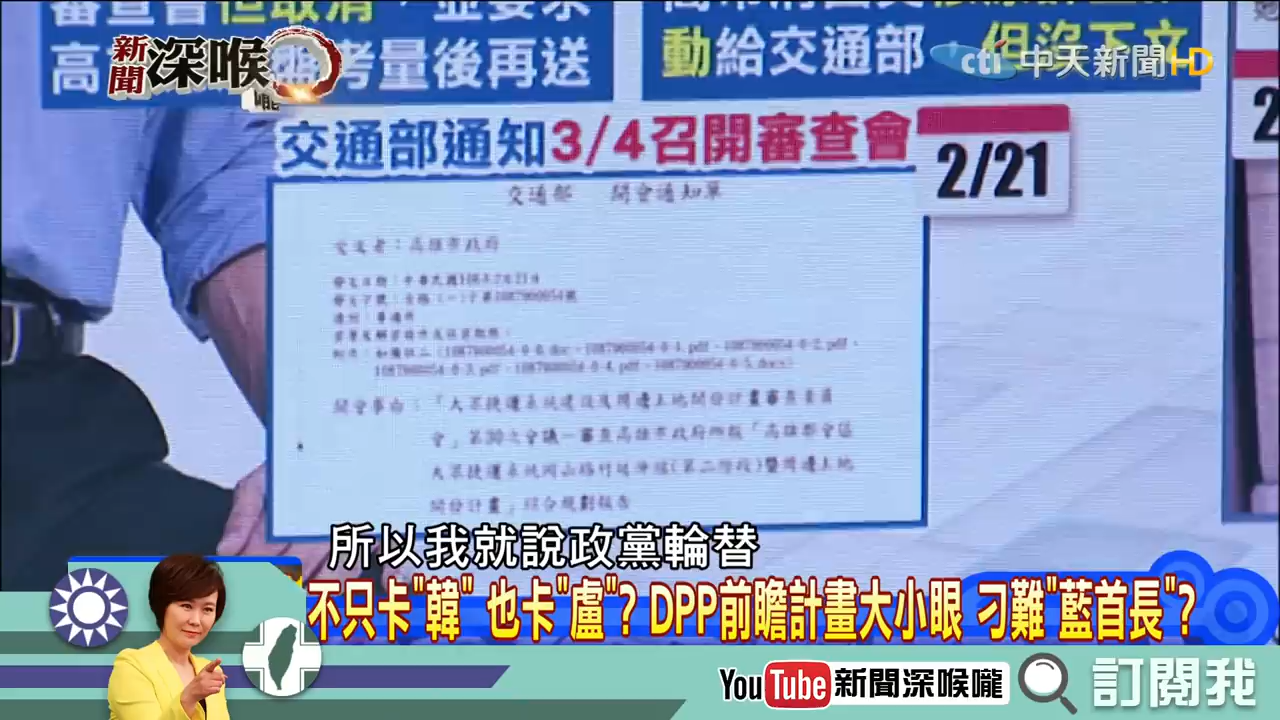 審查會但取消，並要求
高 考量後再送
動給交通部 但沒下文
新聞深喉嚨
cti 中天新聞HD
交通部通知3/4召開審查會
2/21
交通部 開會通知單
受文者：高雄市政府
開會事由：「大眾捷運系統建設及周邊土地開發計畫審查委員
會」第30次會議－審查高雄市政府所報「高雄都會區
大眾捷運系統岡山路竹延伸線(第二階段)暨周邊土地
開發計畫」綜合規劃報告
所以我就說政黨輪替
不只卡"韓" 也卡"盧"? DPP前瞻計畫大小眼 刁難"藍首長"?
YouTube 新聞深喉嚨 訂閱我